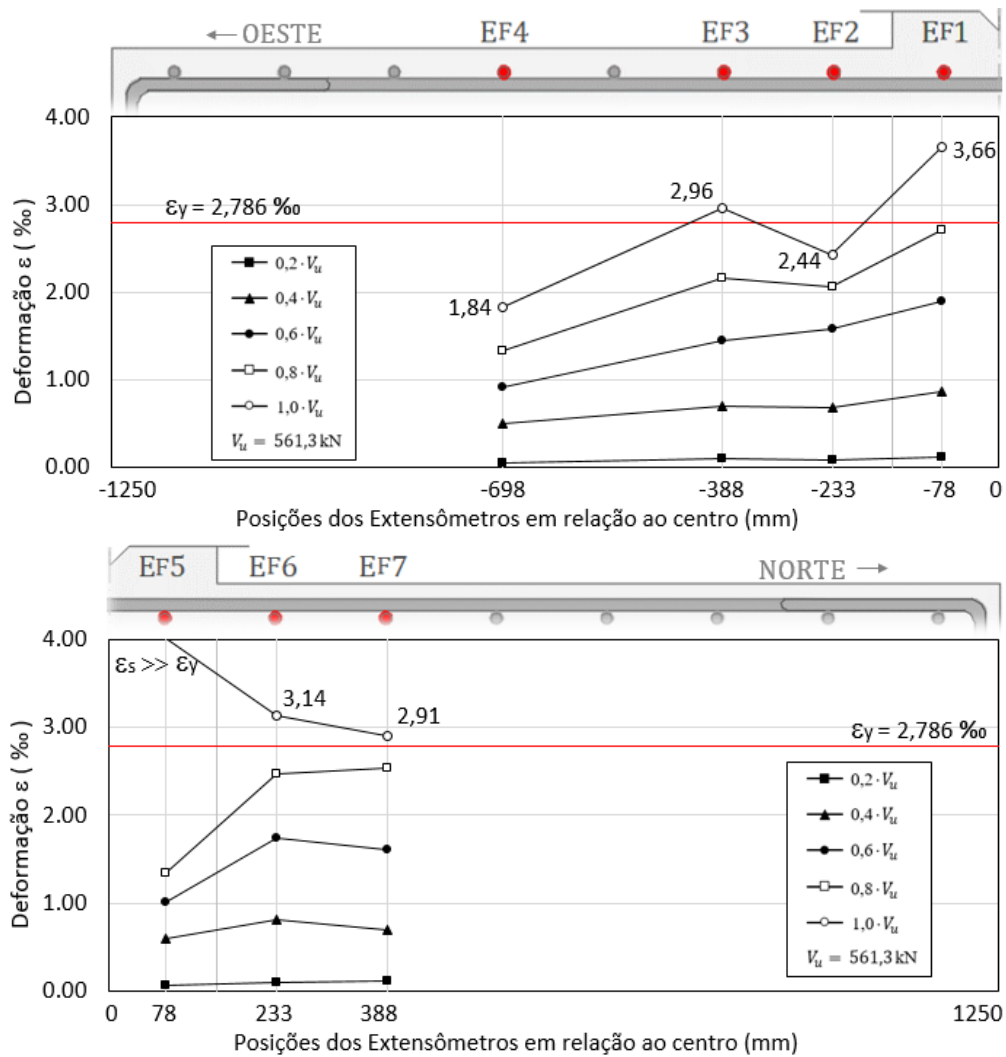 ← OESTE EF4 EF3 EF2 EF1
4.00
3.00
2.00
1.00
0.00
Deformação ε ( ‰)
εy = 2,786 ‰
0,2·Vu
0,4·Vu
0,6·Vu
0,8·Vu
1,0·Vu
Vu = 561,3 kN
1,84
2,96
2,44
3,66
-1250 -698 -388 -233 -78 0
Posições dos Extensômetros em relação ao centro (mm)
EF5 EF6 EF7 NORTE →
4.00
3.00
2.00
1.00
0.00
Deformação ε ( ‰)
εs >> εy
3,14
2,91
εy = 2,786 ‰
0,2·Vu
0,4·Vu
0,6·Vu
0,8·Vu
1,0·Vu
Vu = 561,3 kN
0 78 233 388 1250
Posições dos Extensômetros em relação ao centro (mm)